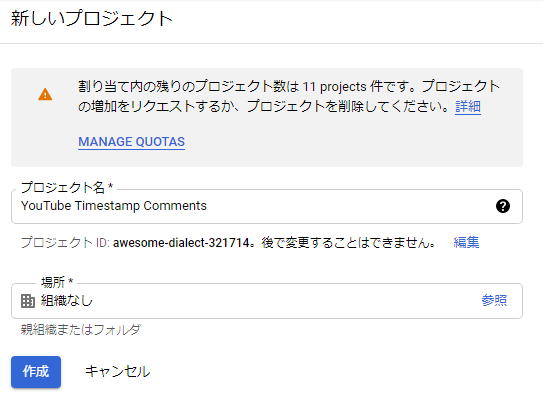 新しいプロジェクト
割り当て内の残りのプロジェクト数は 11 projects 件です。プロジェクト
の増加をリクエストするか、プロジェクトを削除してください。詳細
MANAGE QUOTAS
プロジェクト名 *
YouTube Timestamp Comments
プロジェクト ID: awesome-dialect-321714。後で変更することはできません。 編集
場所 *
組織なし 参照
親組織またはフォルダ
作成 キャンセル